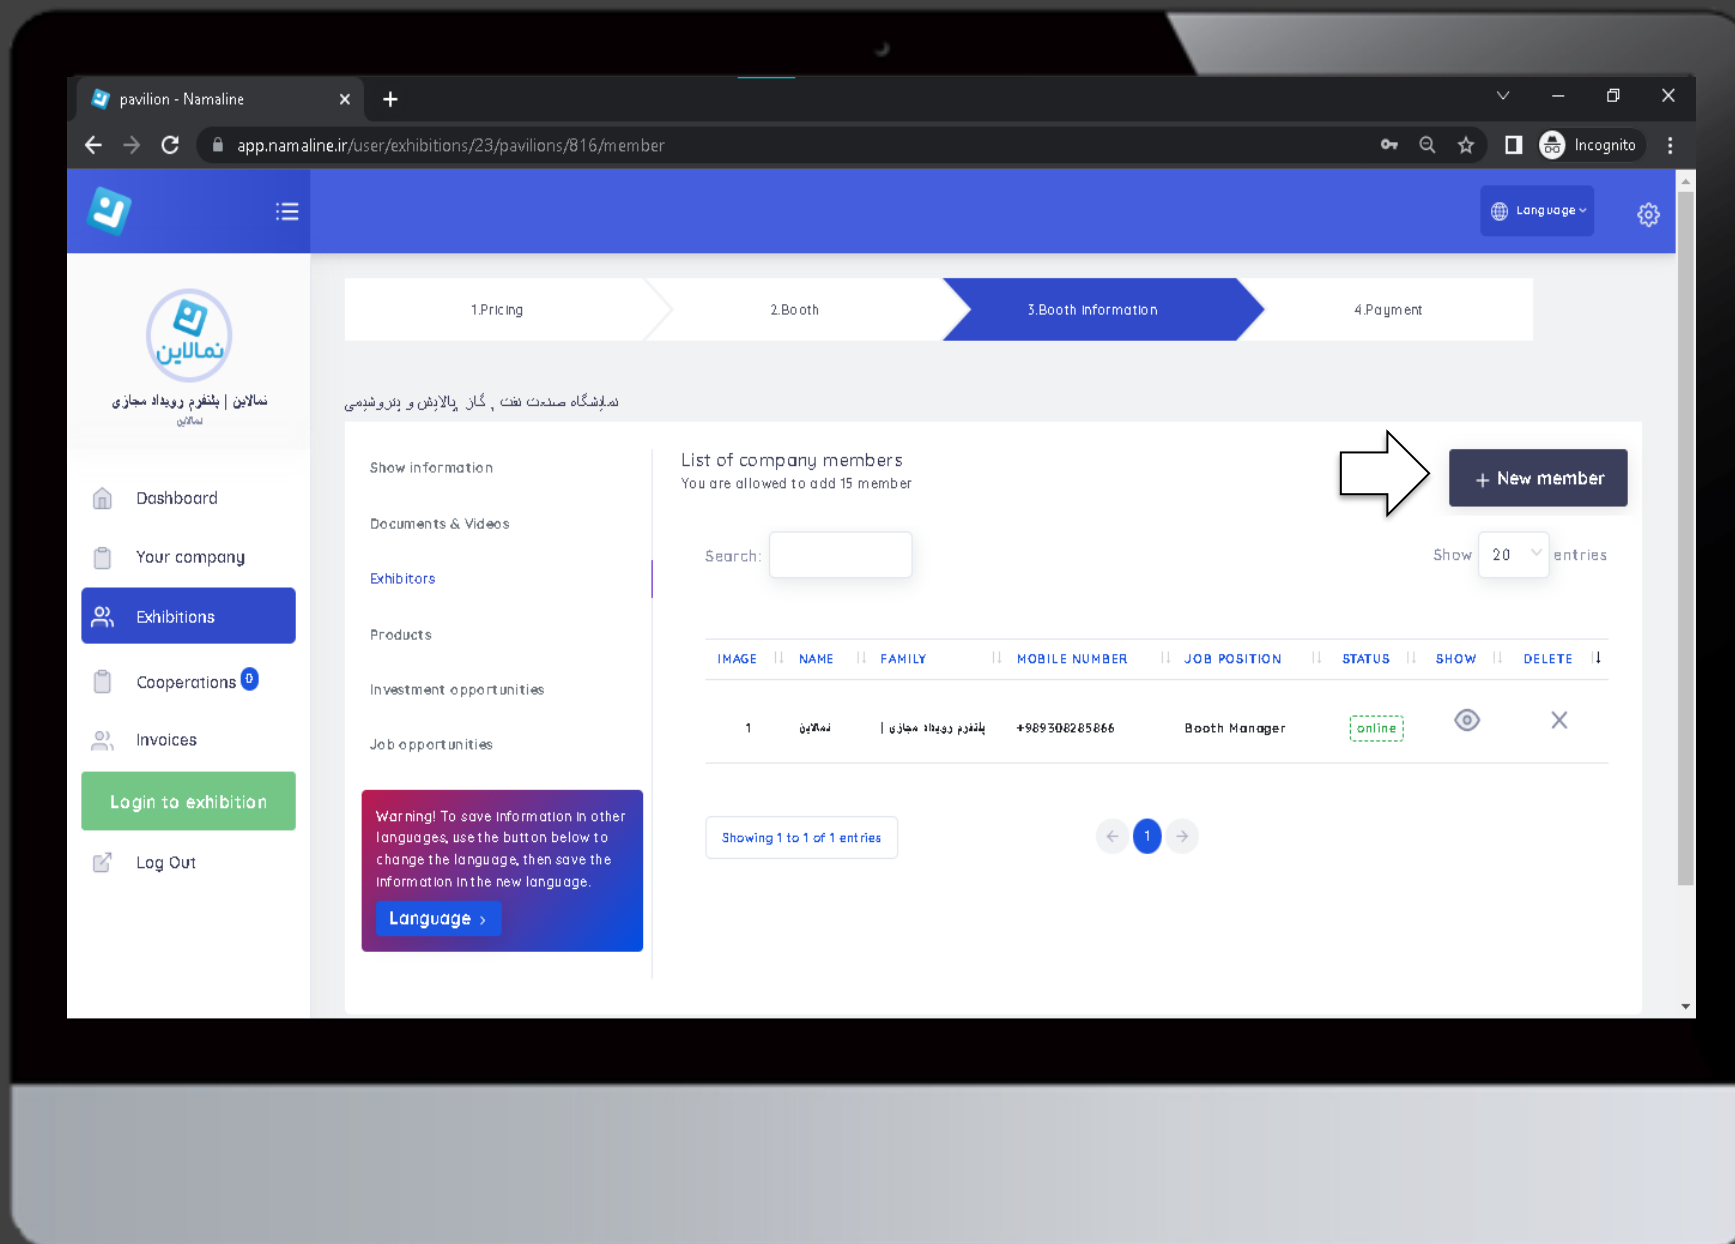 pavilion - Namaline
app.namaline.ir/user/exhibitions/23/pavilions/816/member
Incognito
Language
نمالاین
نمالاین | پلتفرم رویداد مجازی
نمالاین
Dashboard
Your company
Exhibitions
Cooperations 0
Invoices
Login to exhibition
Log Out
1.Pricing
2.Booth
3.Booth information
4.Payment
نمایشگاه صنعت نفت , گاز ,پالایش و پتروشیمی
Show information
Documents & Videos
Exhibitors
Products
Investment opportunities
Job opportunities
Warning! To save information in other
languages, use the button below to
change the language, then save the
information in the new language.
Language >
List of company members
You are allowed to add 15 member
+ New member
Search:
Show 20 entries
IMAGE NAME FAMILY MOBILE NUMBER JOB POSITION STATUS SHOW DELETE
1 نمالاین پلتفرم رویداد مجازی | +989308285866 Booth Manager online
Showing 1 to 1 of 1 entries
← 1 →